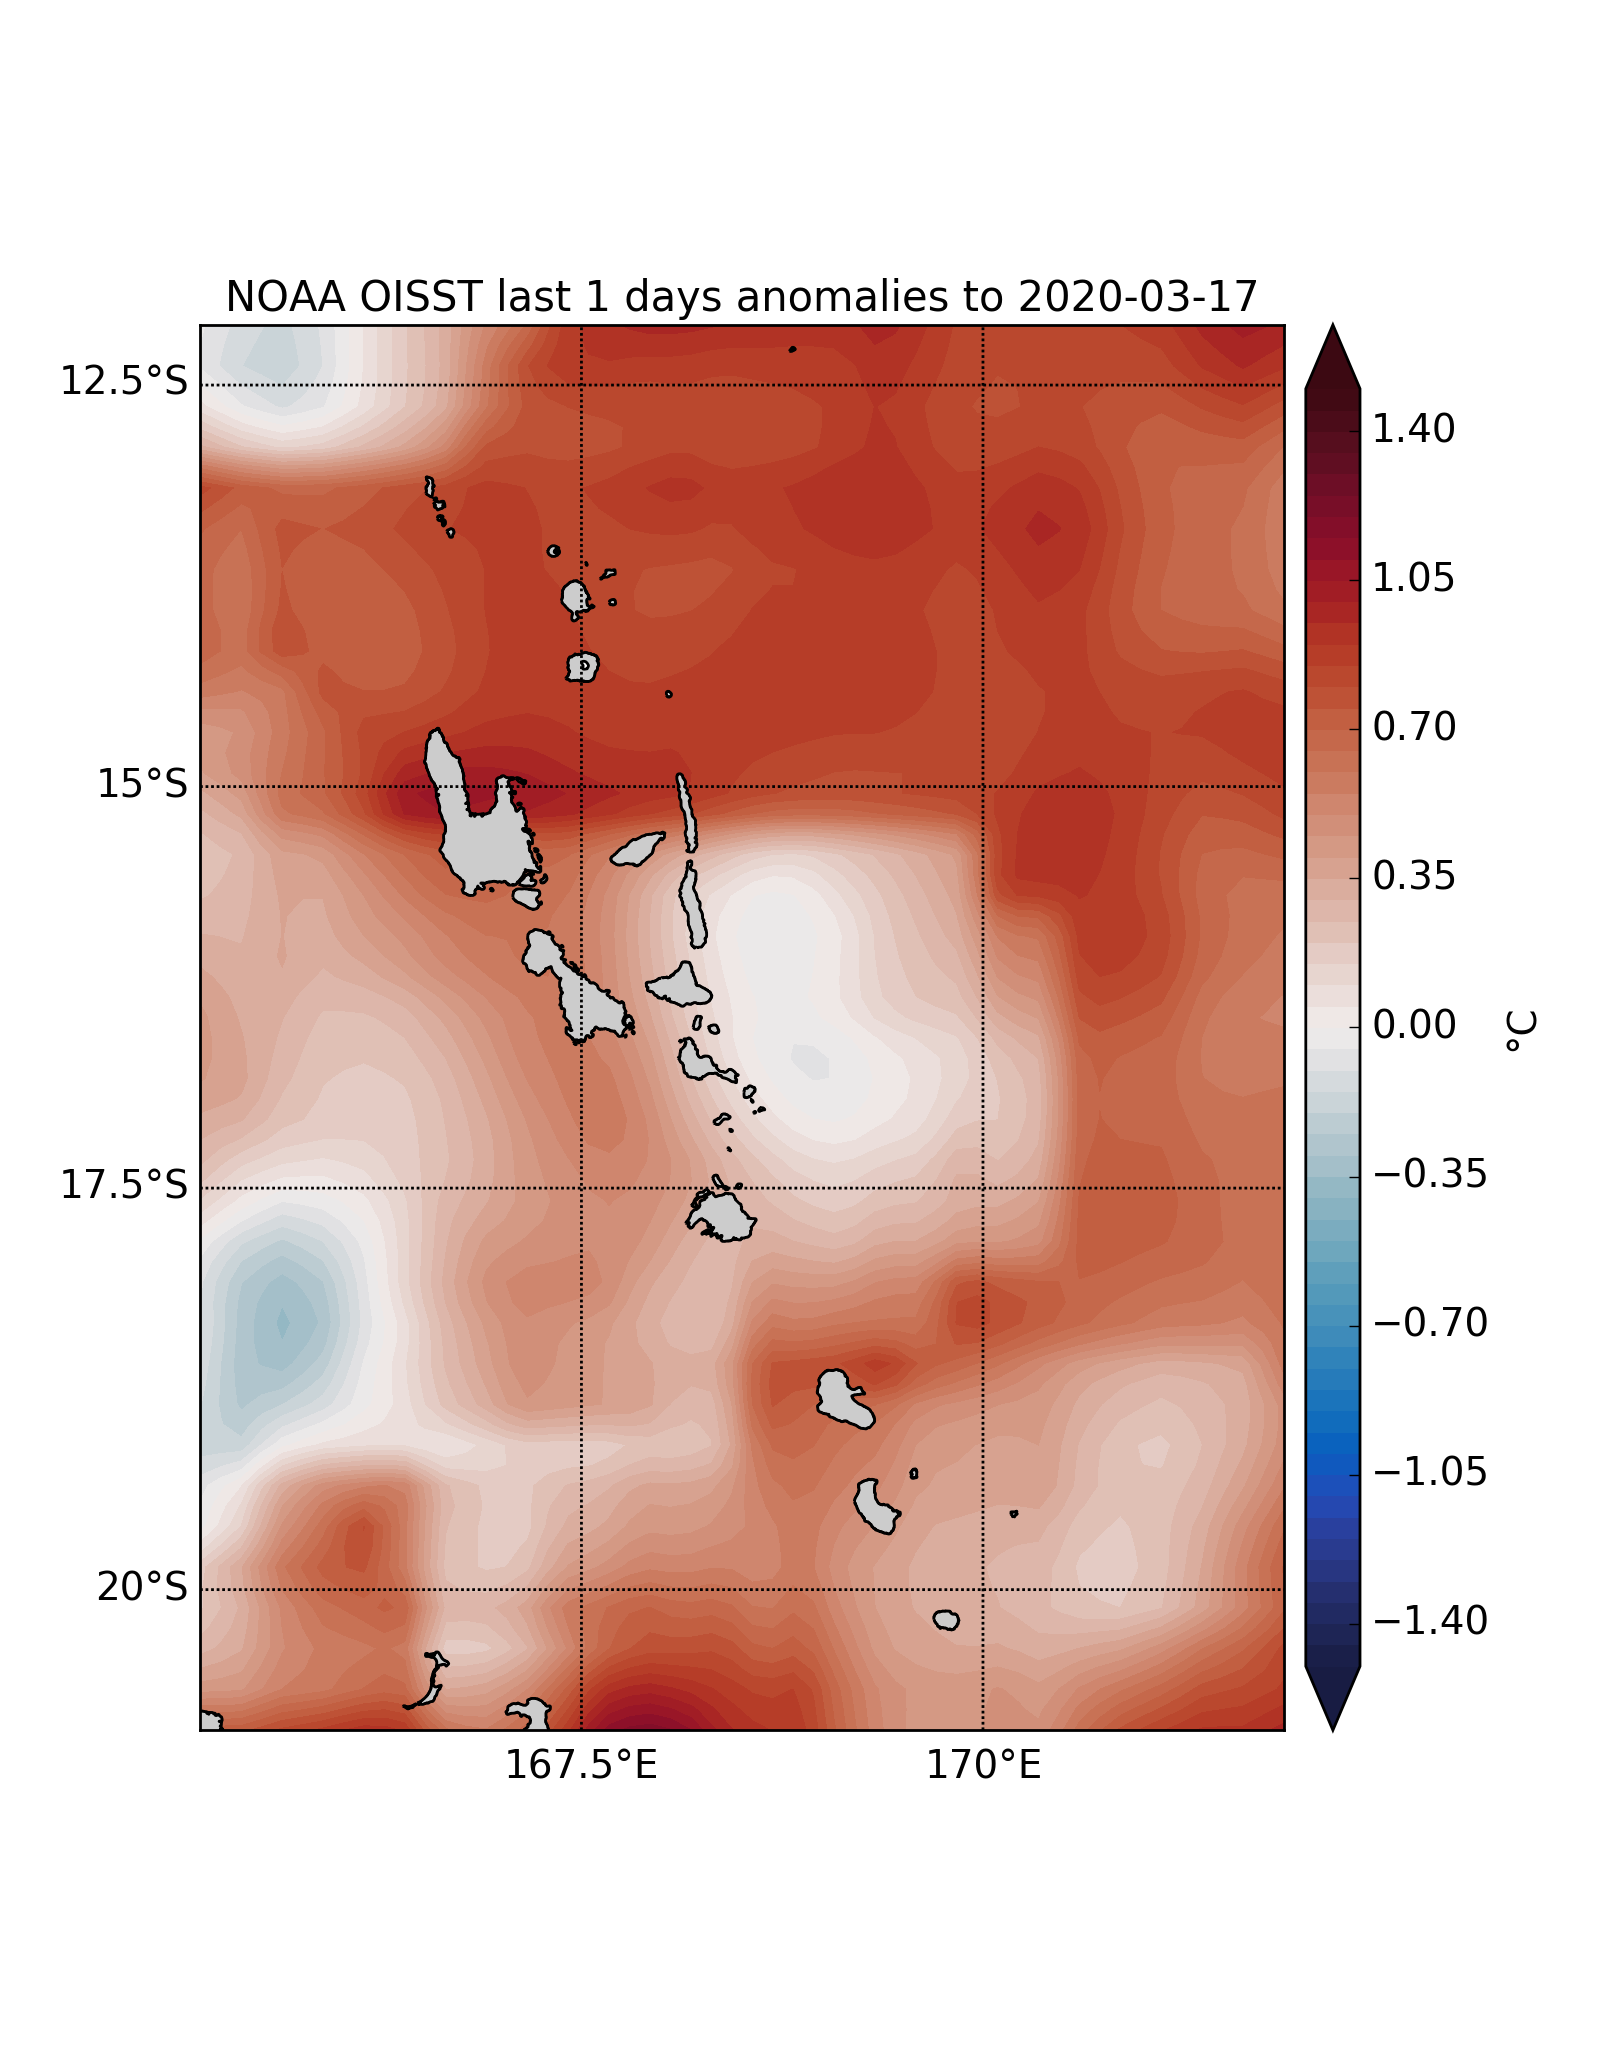 NOAA OISST last 1 days anomalies to 2020-03-17
12.5°S
15°S
17.5°S
20°S
167.5°E
170°E
1.40
1.05
0.70
0.35
0.00
−0.35
−0.70
−1.05
−1.40
°C